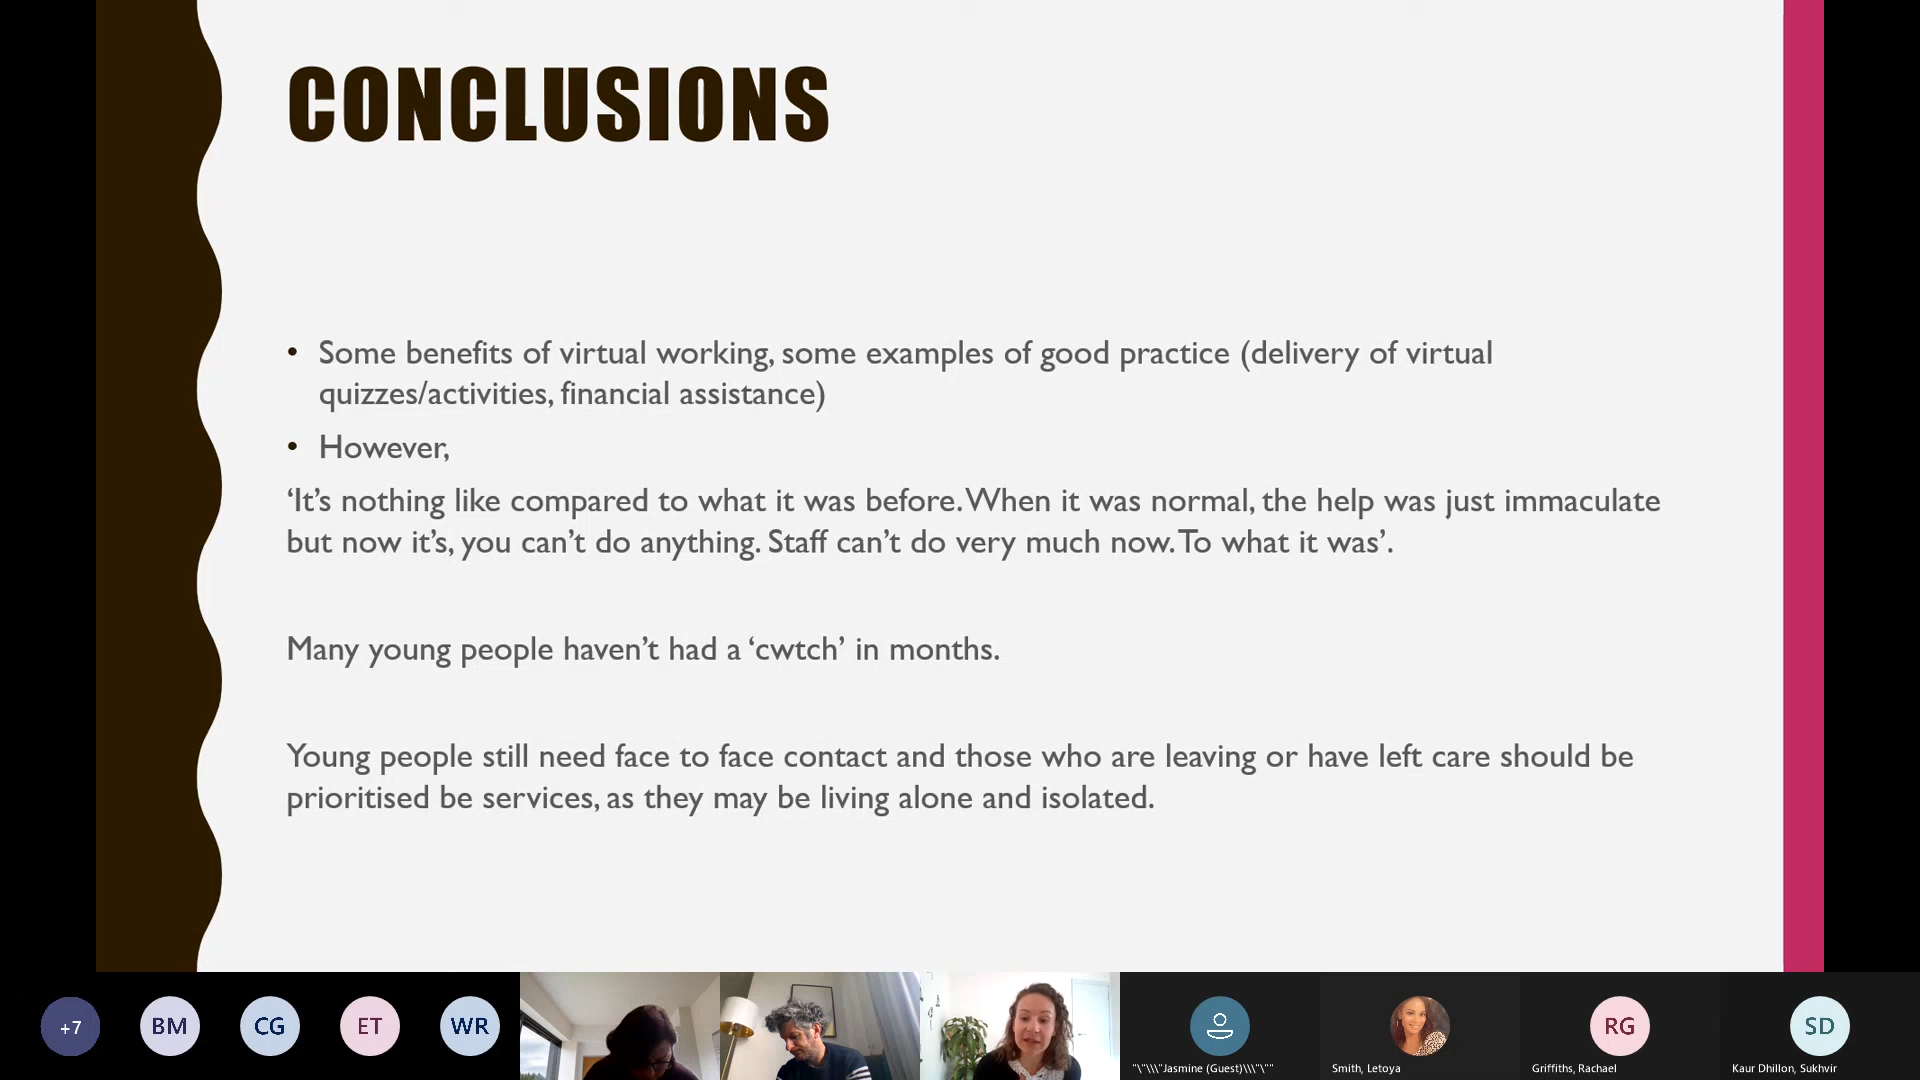 CONCLUSIONS
• Some benefits of virtual working, some examples of good practice (delivery of virtual
quizzes/activities, financial assistance)
• However,
‘It’s nothing like compared to what it was before. When it was normal, the help was just immaculate
but now it’s, you can’t do anything. Staff can’t do very much now. To what it was’.
Many young people haven’t had a ‘cwtch’ in months.
Young people still need face to face contact and those who are leaving or have left care should be
prioritised be services, as they may be living alone and isolated.
+7 BM CG ET WR RG SD
"\"\\\"Jasmine (Guest)\\\"\"" Smith, Letoya Griffiths, Rachael Kaur Dhillon, Sukhvir